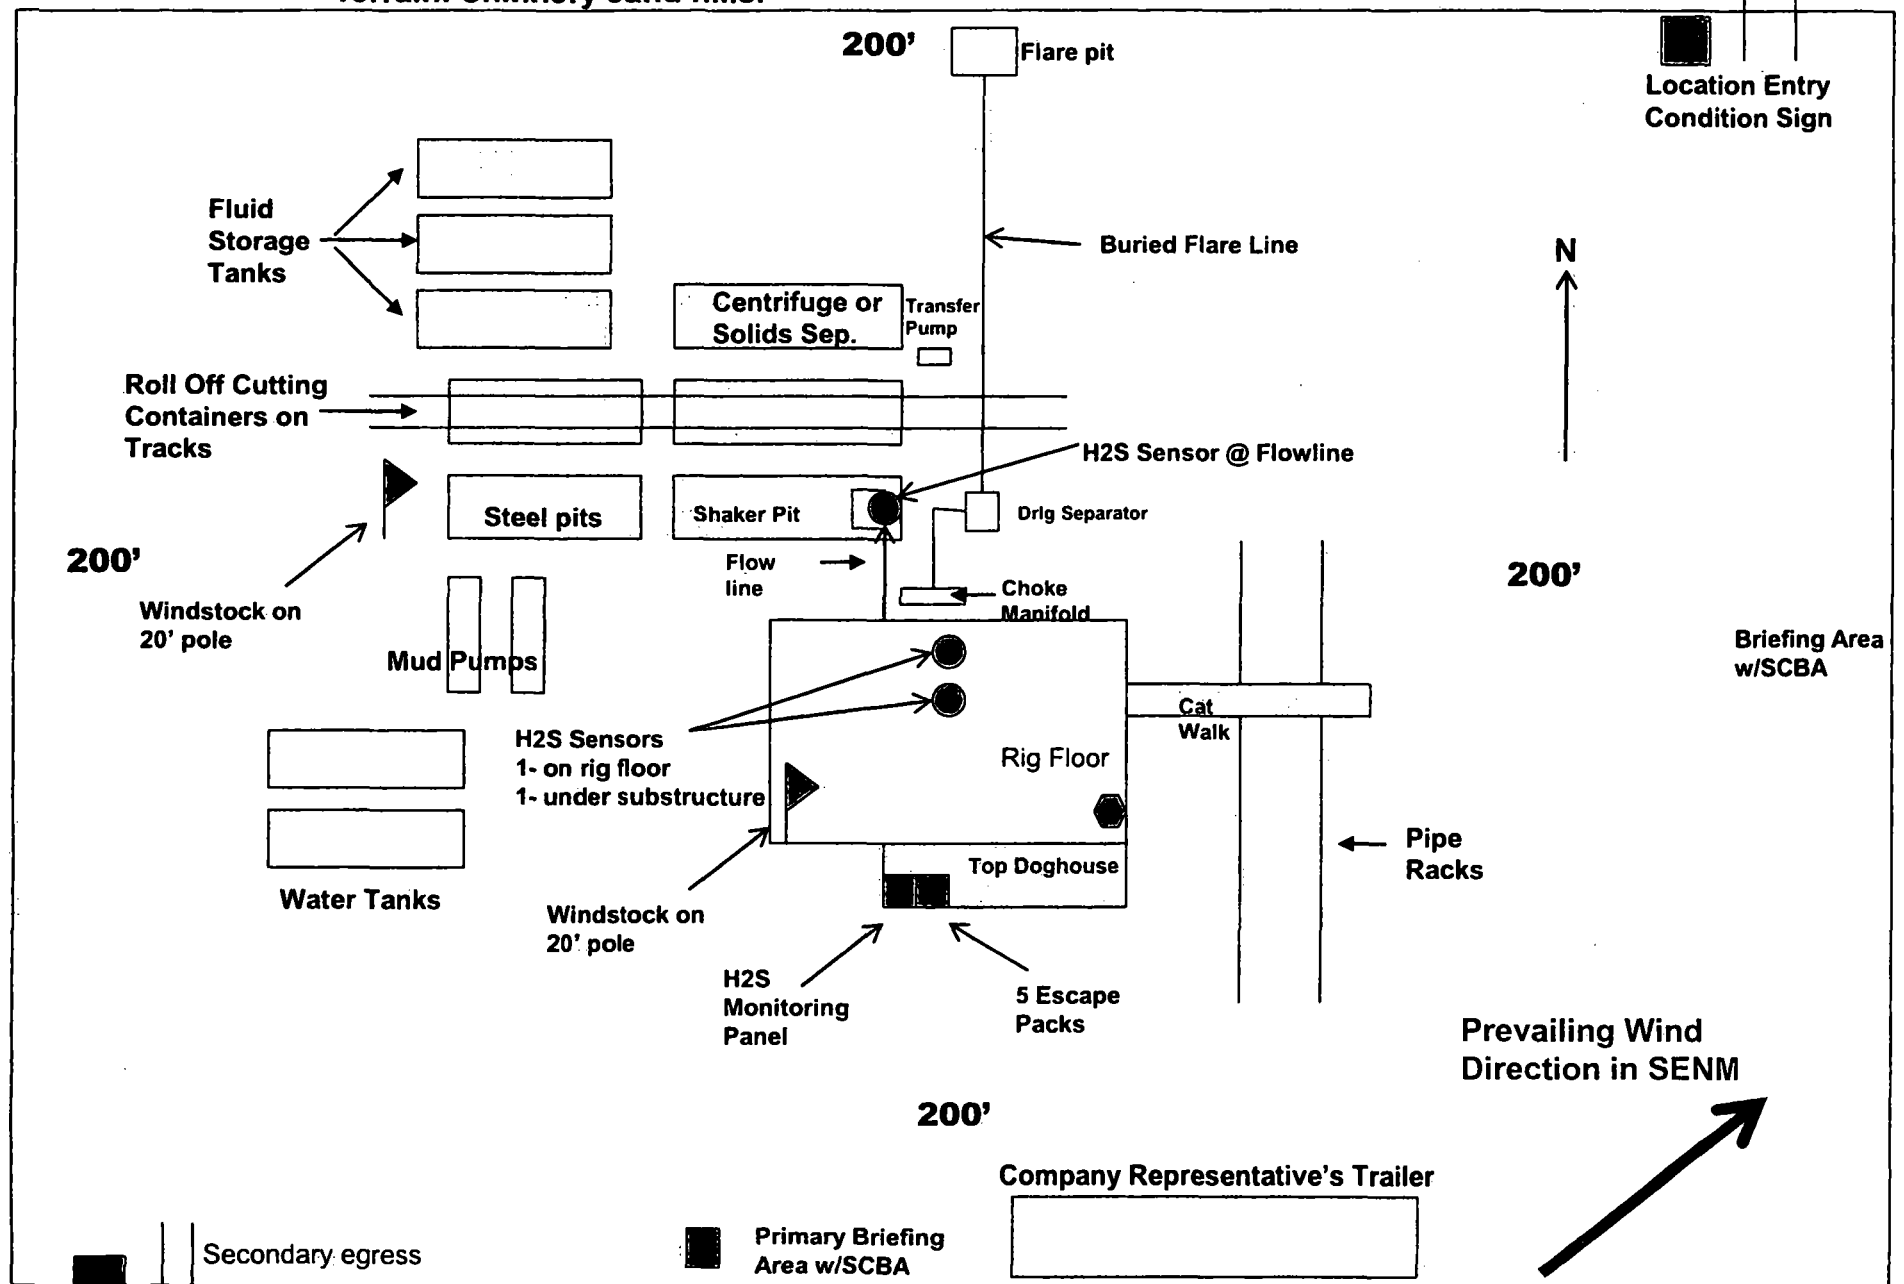 200'
Flare pit
Location Entry
Condition Sign
Fluid
Storage
Tanks
Buried Flare Line
N
Centrifuge or
Solids Sep.
Transfer
Pump
Roll Off Cutting
Containers on
Tracks
H2S Sensor @ Flowline
Steel pits
Shaker Pit
Drlg Separator
200'
Flow
line
200'
Choke
Manifold
Windstock on
20' pole
Briefing Area
w/SCBA
Mud Pumps
Cat
Walk
H2S Sensors
1- on rig floor
1- under substructure
Rig Floor
Pipe
Racks
Top Doghouse
Water Tanks
Windstock on
20' pole
H2S
Monitoring
Panel
5 Escape
Packs
Prevailing Wind
Direction in SENM
200'
Company Representative's Trailer
Secondary egress
Primary Briefing
Area w/SCBA